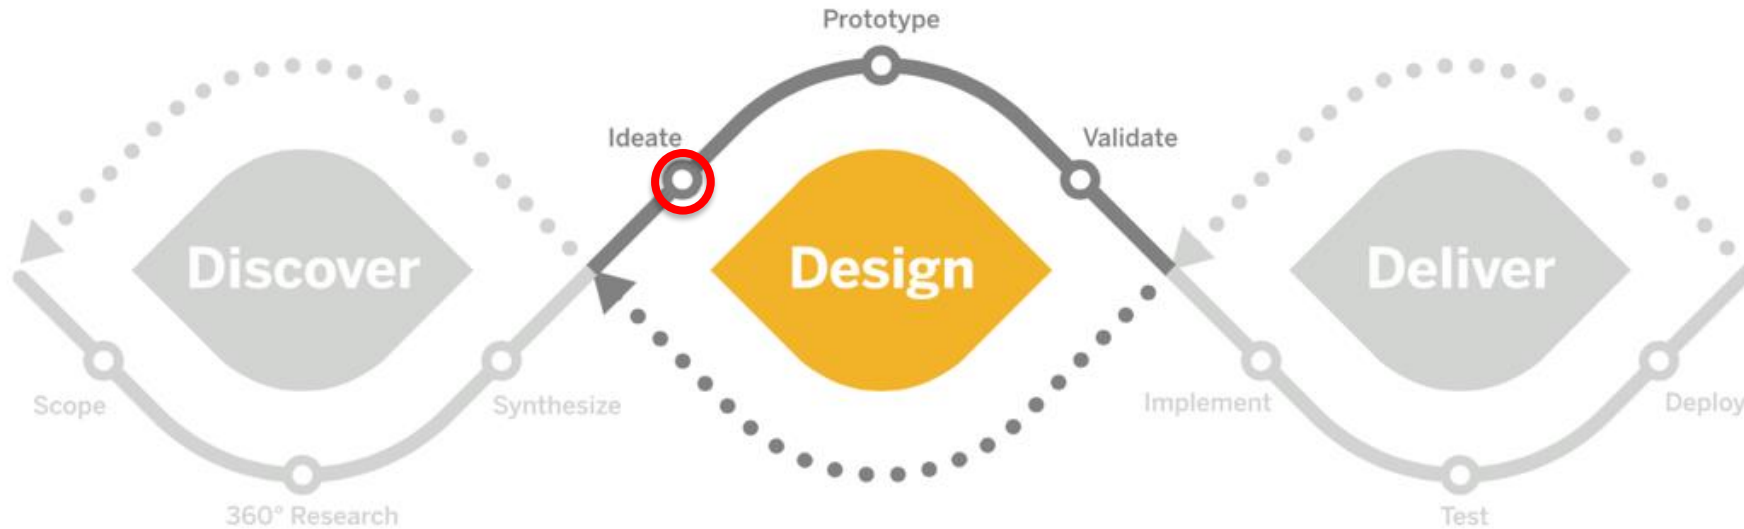 Prototype
Ideate
Validate
Discover
Design
Deliver
Scope
Synthesize
Implement
Deploy
360° Research
Test